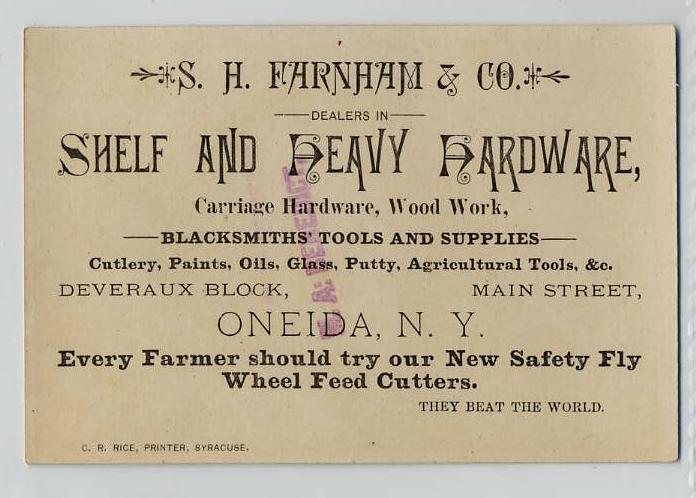 S. H. FARNHAM & CO.
DEALERS IN
SHELF AND HEAVY HARDWARE,
Carriage Hardware, Wood Work,
BLACKSMITHS' TOOLS AND SUPPLIES
Cutlery, Paints, Oils, Glass, Putty, Agricultural Tools, &c.
DEVERAUX BLOCK, MAIN STREET,
ONEIDA, N. Y.
Every Farmer should try our New Safety Fly
Wheel Feed Cutters.
THEY BEAT THE WORLD.
C. R. RICE, PRINTER, SYRACUSE.
A. BENEDICT